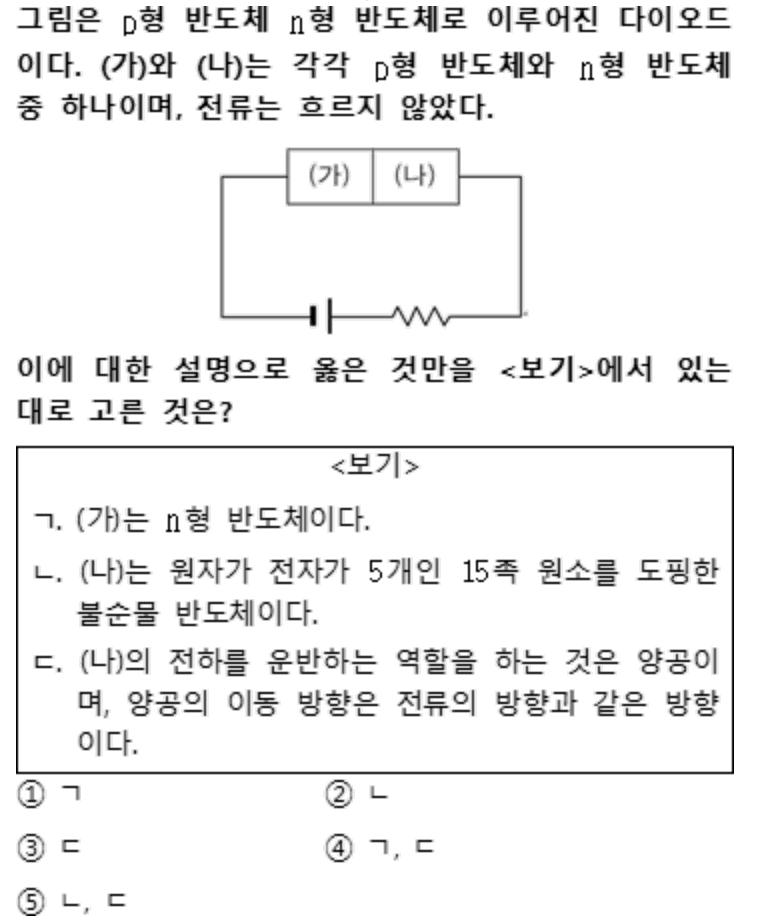 그림은 p형 반도체 n형 반도체로 이루어진 다이오드
이다. (가)와 (나)는 각각 p형 반도체와 n형 반도체
중 하나이며, 전류는 흐르지 않았다.
(가) (나)
이에 대한 설명으로 옳은 것만을 <보기>에서 있는
대로 고른 것은?
<보기>
ㄱ. (가)는 n형 반도체이다.
ㄴ. (나)는 원자가 전자가 5개인 15족 원소를 도핑한
불순물 반도체이다.
ㄷ. (나)의 전하를 운반하는 역할을 하는 것은 양공이
며, 양공의 이동 방향은 전류의 방향과 같은 방향
이다.
① ㄱ ② ㄴ
③ ㄷ ④ ㄱ, ㄷ
⑤ ㄴ, ㄷ